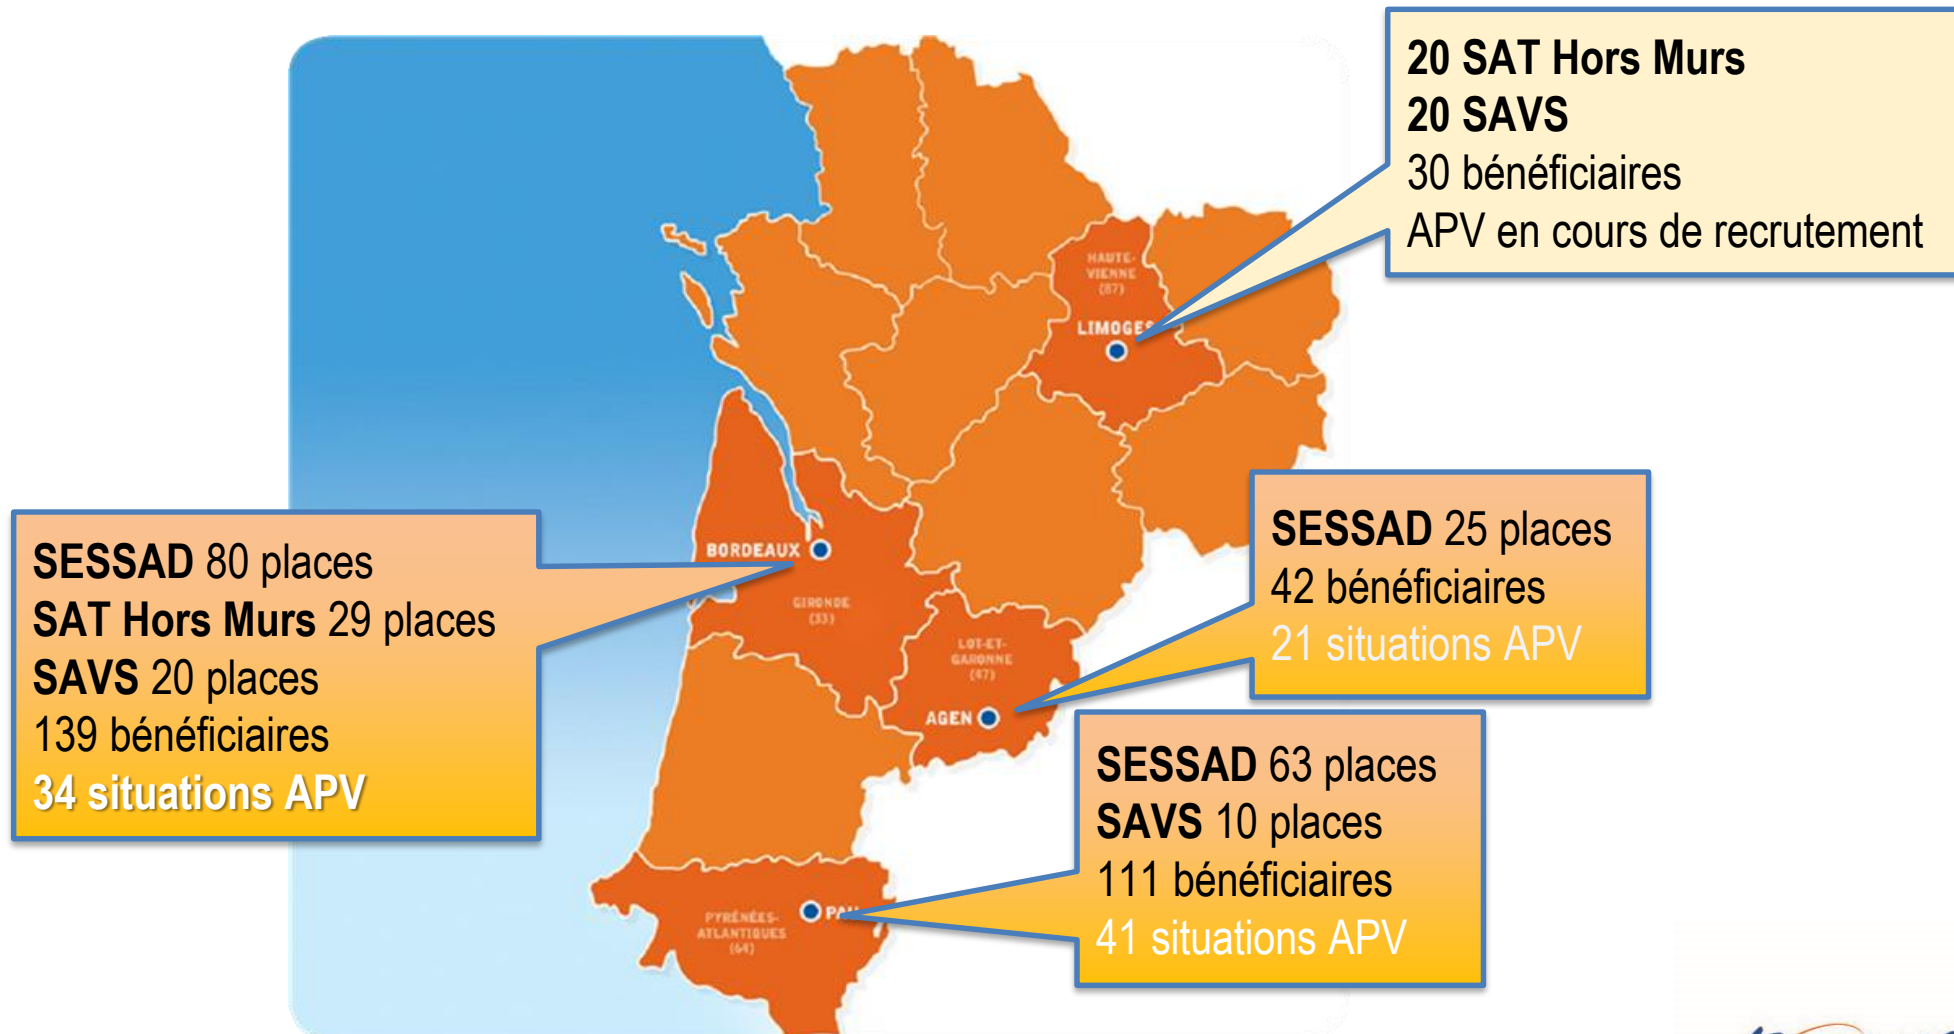 20 SAT Hors Murs
20 SAVS
30 bénéficiaires
APV en cours de recrutement
HAUTE-
VIENNE
(87)
LIMOGES
SESSAD 80 places
SAT Hors Murs 29 places
SAVS 20 places
139 bénéficiaires
34 situations APV
BORDEAUX
GIRONDE
(33)
SESSAD 25 places
42 bénéficiaires
21 situations APV
LOT-ET-
GARONNE
(47)
AGEN
SESSAD 63 places
SAVS 10 places
111 bénéficiaires
41 situations APV
PYRÉNÉES-
ATLANTIQUES
(64)
PAU